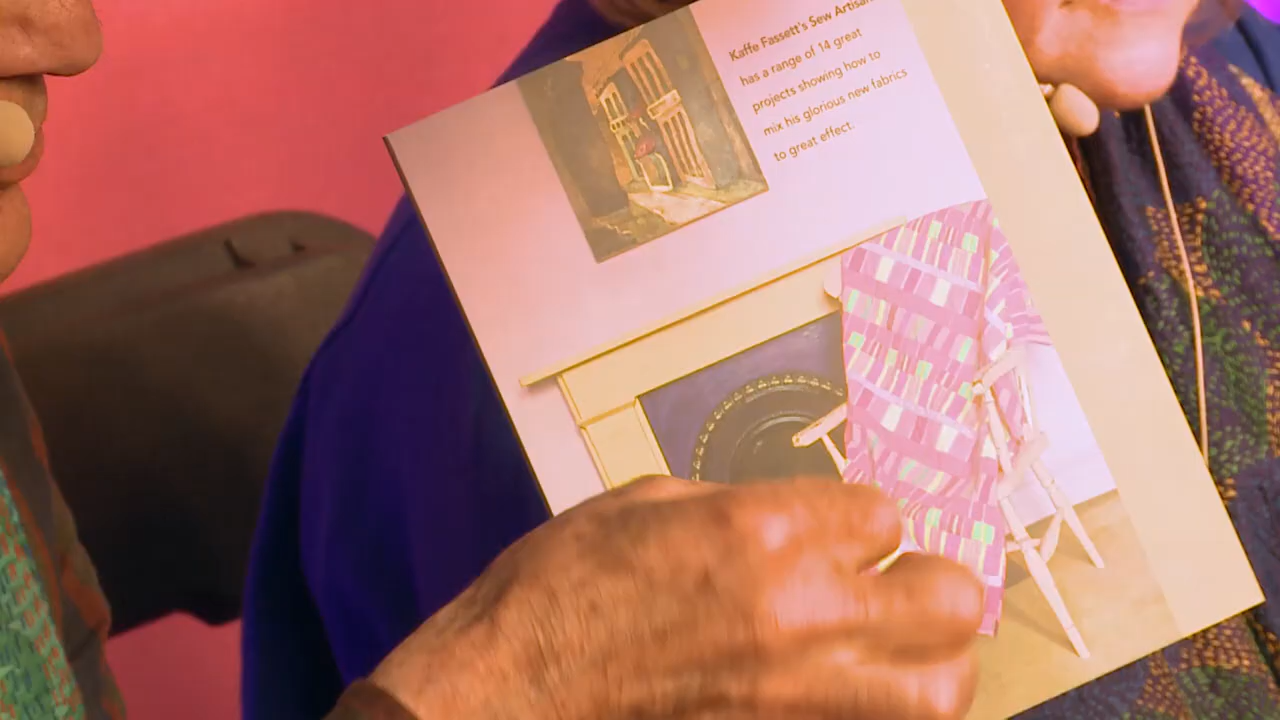 Kaffe Fassett's Sew Artisan
has a range of 14 great
projects showing how to
mix his glorious new fabrics
to great effect.